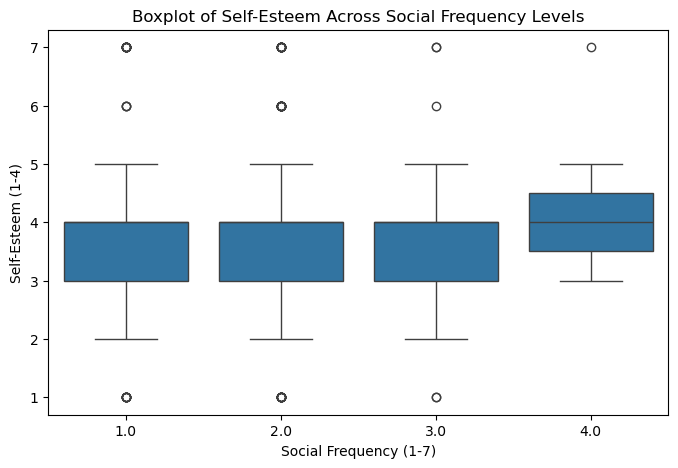 Boxplot of Self-Esteem Across Social Frequency Levels
Self-Esteem (1-4)
7
6
5
4
3
2
1
1.0 2.0 3.0 4.0
Social Frequency (1-7)